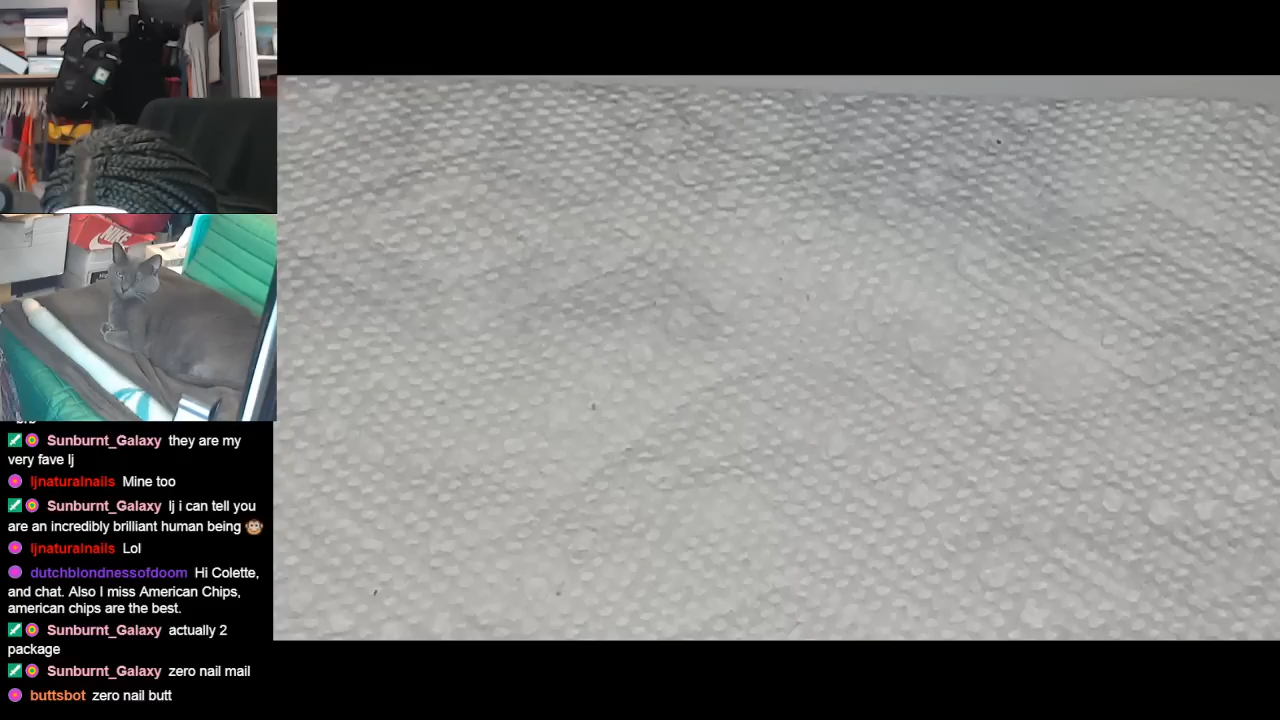 Sunburnt_Galaxy they are my
very fave lj
ljnaturalnails Mine too
Sunburnt_Galaxy lj i can tell you
are an incredibly brilliant human being
ljnaturalnails Lol
dutchblondnessofdoom Hi Colette,
and chat. Also I miss American Chips,
american chips are the best.
Sunburnt_Galaxy actually 2
package
Sunburnt_Galaxy zero nail mail
buttsbot zero nail butt